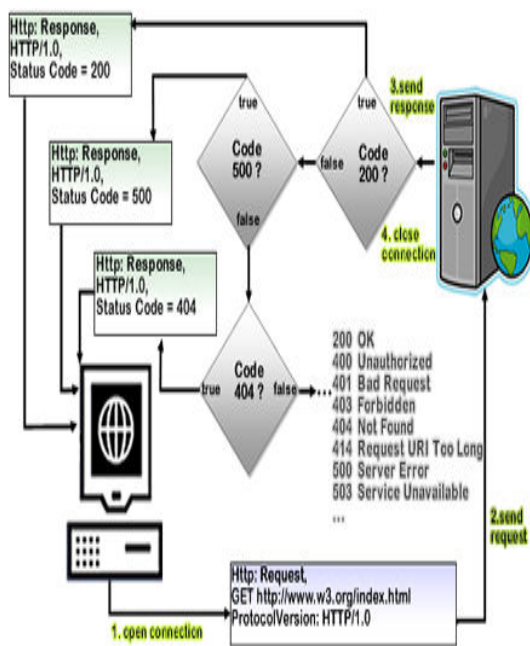 Http: Response,
HTTP/1.0,
Status Code = 200
true
true
3.send
response
Code
500 ?
false
Code
200 ?
Http: Response,
HTTP/1.0,
Status Code = 500
false
4. close
connection
Http: Response,
HTTP/1.0,
Status Code = 404
true
Code
404 ?
false
...
200 OK
400 Unauthorized
401 Bad Request
403 Forbidden
404 Not Found
414 Request URI Too Long
500 Server Error
503 Service Unavailable
...
2.send
request
Http: Request,
GET http://www.w3.org/index.html
ProtocolVersion: HTTP/1.0
1. open connection